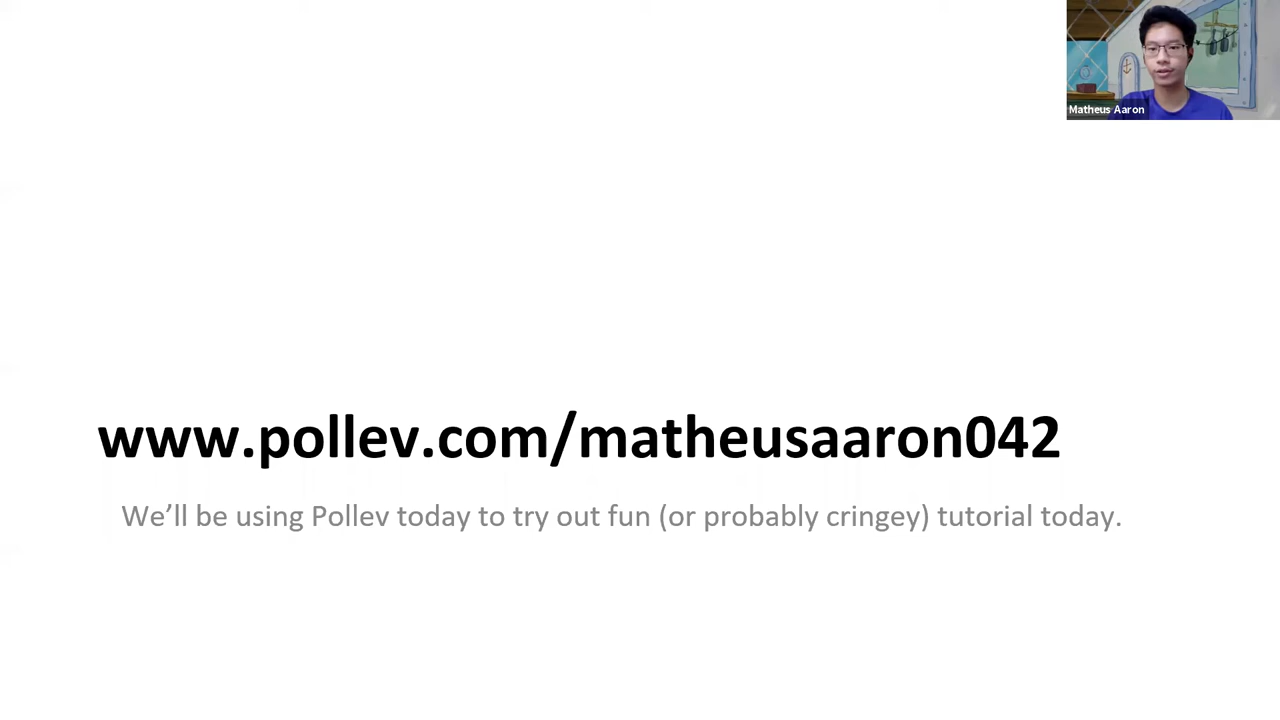 Matheus Aaron
www.pollev.com/matheusaaron042
We’ll be using Pollev today to try out fun (or probably cringey) tutorial today.